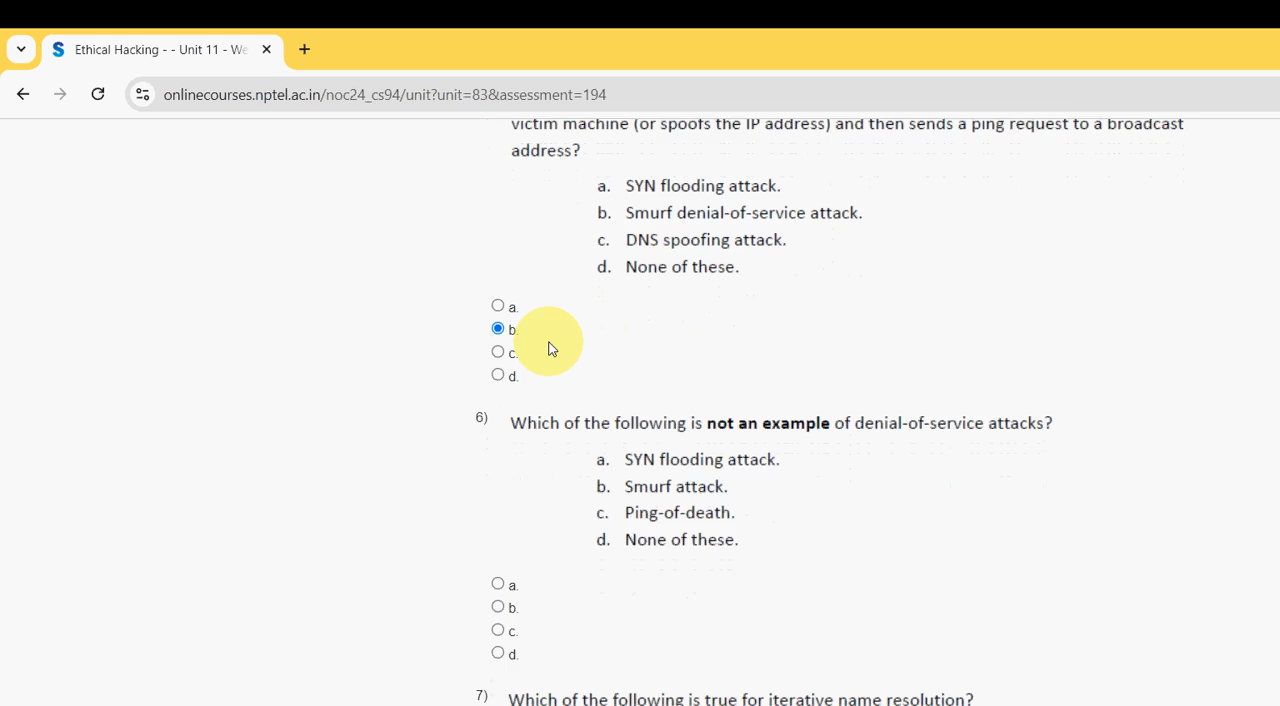 Ethical Hacking - - Unit 11 - We
onlinecourses.nptel.ac.in/noc24_cs94/unit?unit=83&assessment=194
victim machine (or spoofs the IP address) and then sends a ping request to a broadcast
address?
a. SYN flooding attack.
b. Smurf denial-of-service attack.
c. DNS spoofing attack.
d. None of these.
a.
b.
c.
d.
6) Which of the following is not an example of denial-of-service attacks?
a. SYN flooding attack.
b. Smurf attack.
c. Ping-of-death.
d. None of these.
a.
b.
c.
d.
7) Which of the following is true for iterative name resolution?